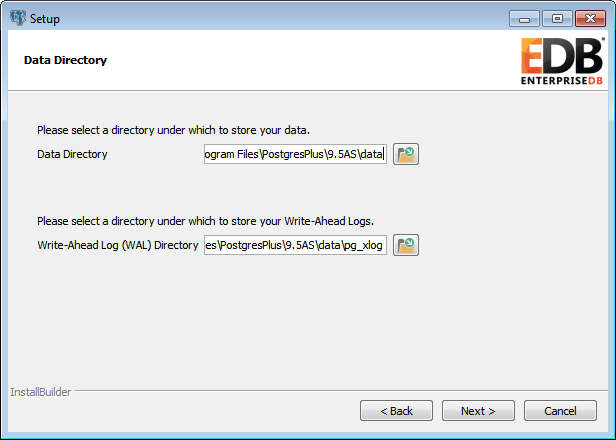 Setup
Data Directory
EDB
ENTERPRISEDB
Please select a directory under which to store your data.
Data Directory ogram Files\PostgresPlus\9.5AS\data
Please select a directory under which to store your Write-Ahead Logs.
Write-Ahead Log (WAL) Directory es\PostgresPlus\9.5AS\data\pg_xlog
InstallBuilder
< Back Next > Cancel